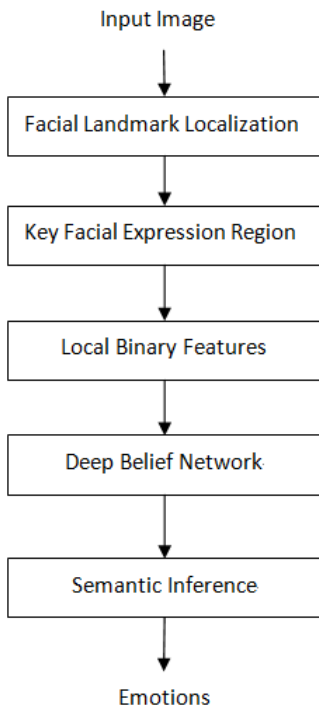 Input Image
Facial Landmark Localization
Key Facial Expression Region
Local Binary Features
Deep Belief Network
Semantic Inference
Emotions